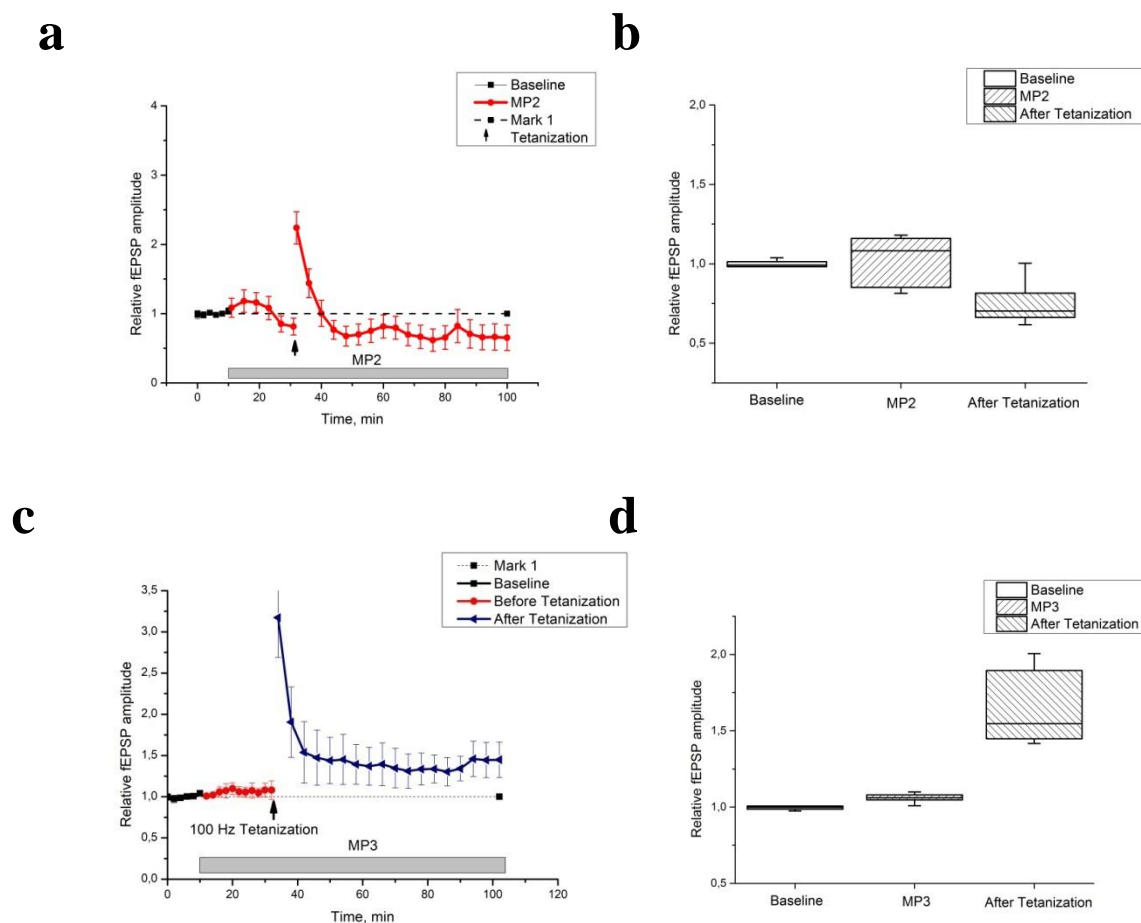 a
Baseline
MP2
Mark 1
Tetanization
Relative fEPSP amplitude
4
3
2
1
0
MP2
0 20 40 60 80 100
Time, min
b
Baseline
MP2
After Tetanization
Relative fEPSP amplitude
2,0
1,5
1,0
0,5
Baseline MP2 After Tetanization
c
Mark 1
Baseline
Before Tetanization
After Tetanization
Relative fEPSP amplitude
3,5
3,0
2,5
2,0
1,5
1,0
0,5
0,0
100 Hz Tetanization
MP3
0 20 40 60 80 100 120
Time, min
d
Baseline
MP3
After Tetanization
Relative fEPSP amplitude
2,0
1,5
1,0
0,5
Baseline MP3 After Tetanization